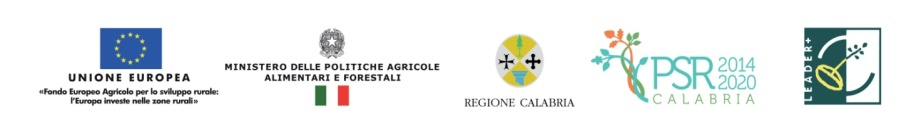 UNIONE EUROPEA
«Fondo Europeo Agricolo per lo sviluppo rurale:
l'Europa investe nelle zone rurali»
MINISTERO DELLE POLITICHE AGRICOLE
ALIMENTARI E FORESTALI
REGIONE CALABRIA
PSR 2014
2020
CALABRIA
LEADER+